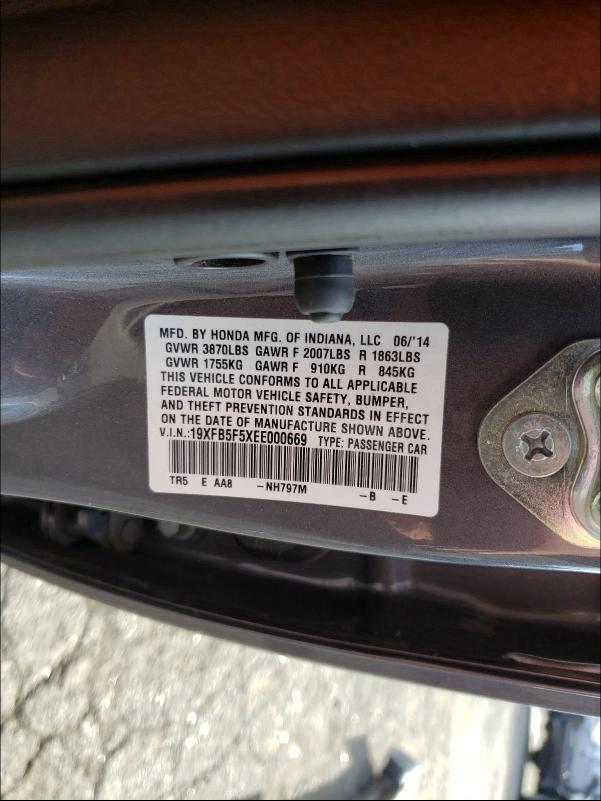 MFD. BY HONDA MFG. OF INDIANA, LLC 06/'14
GVWR 3870LBS GAWR F 2007LBS R 1863LBS
GVWR 1755KG GAWR F 910KG R 845KG
THIS VEHICLE CONFORMS TO ALL APPLICABLE
FEDERAL MOTOR VEHICLE SAFETY, BUMPER,
AND THEFT PREVENTION STANDARDS IN EFFECT
ON THE DATE OF MANUFACTURE SHOWN ABOVE.
V.I.N.:19XFB5F5XEE000669 TYPE: PASSENGER CAR
TR5 E AA8 -NH797M -B -E